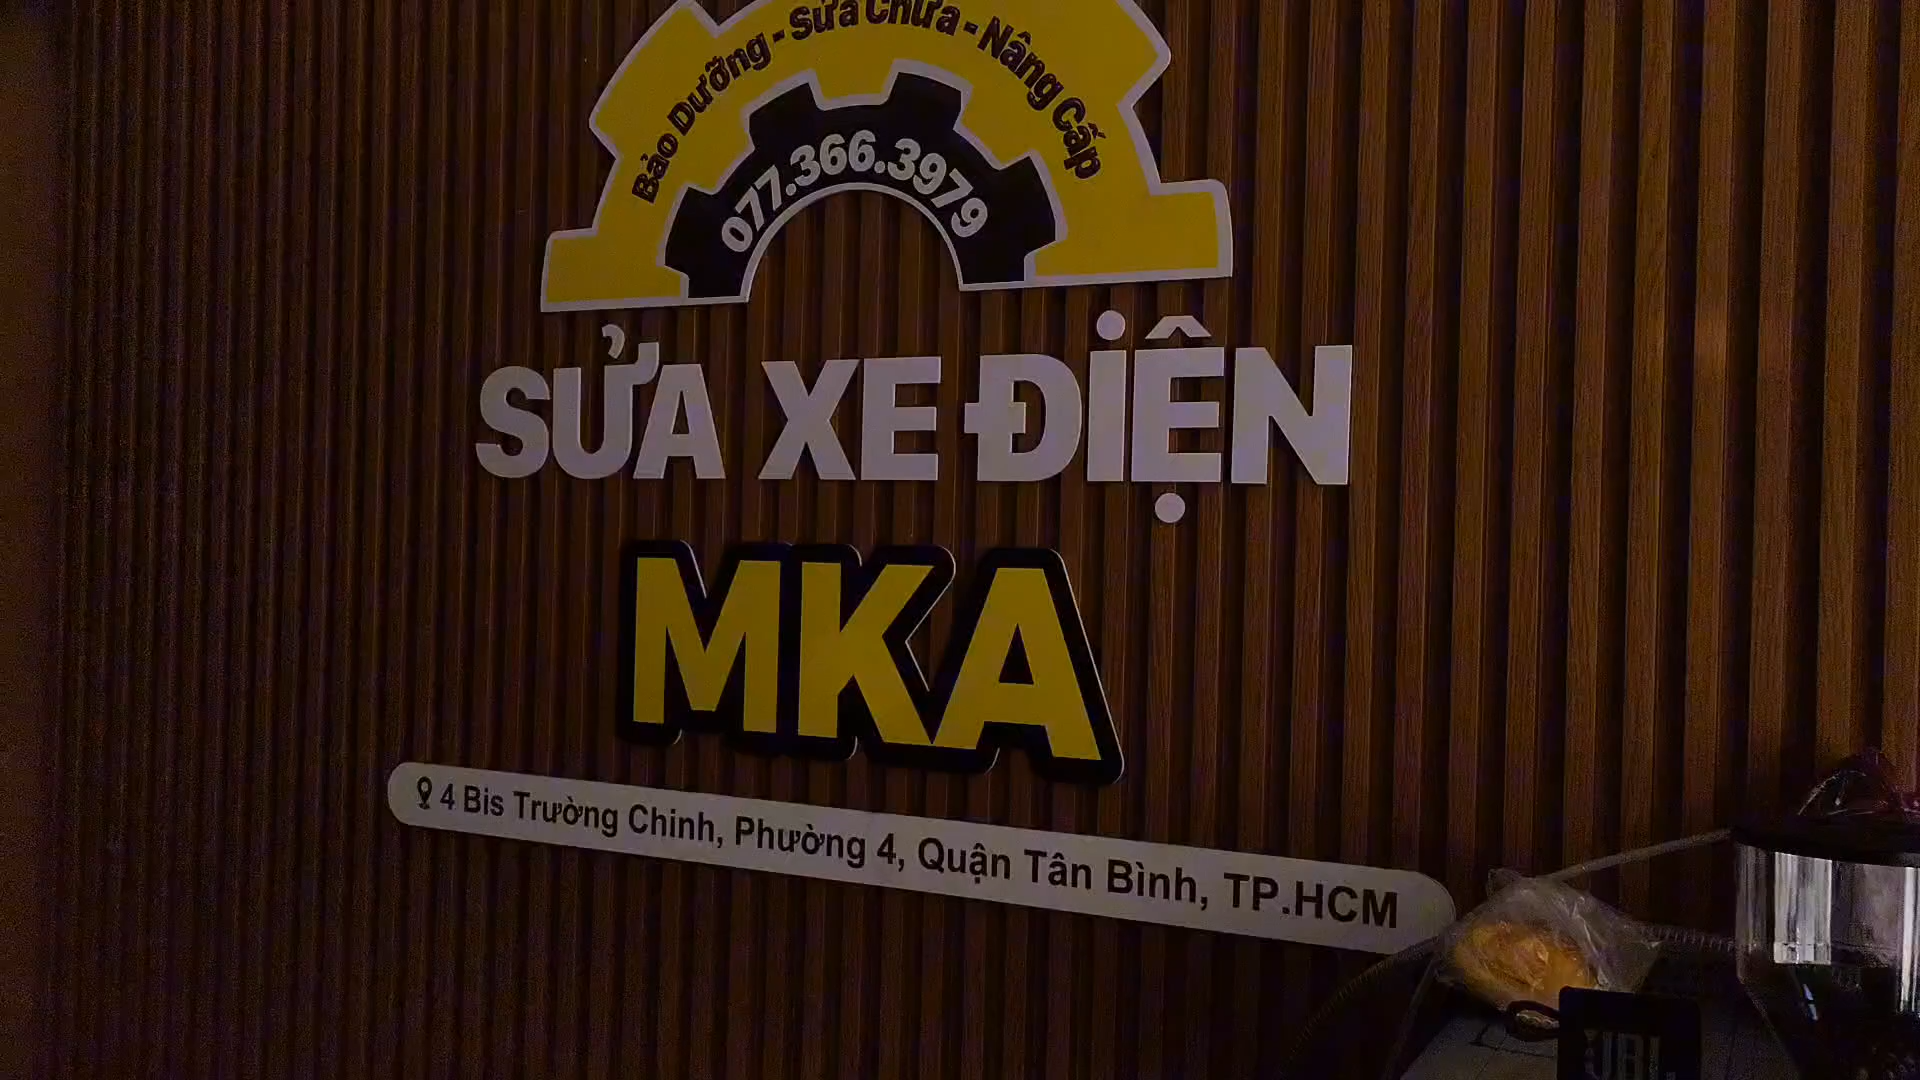 Bảo Dưỡng - Sửa Chữa - Nâng Cấp
077.366.3979
SỬA XE ĐIỆN
MKA
4 Bis Trường Chinh, Phường 4, Quận Tân Bình, TP.HCM
JBL